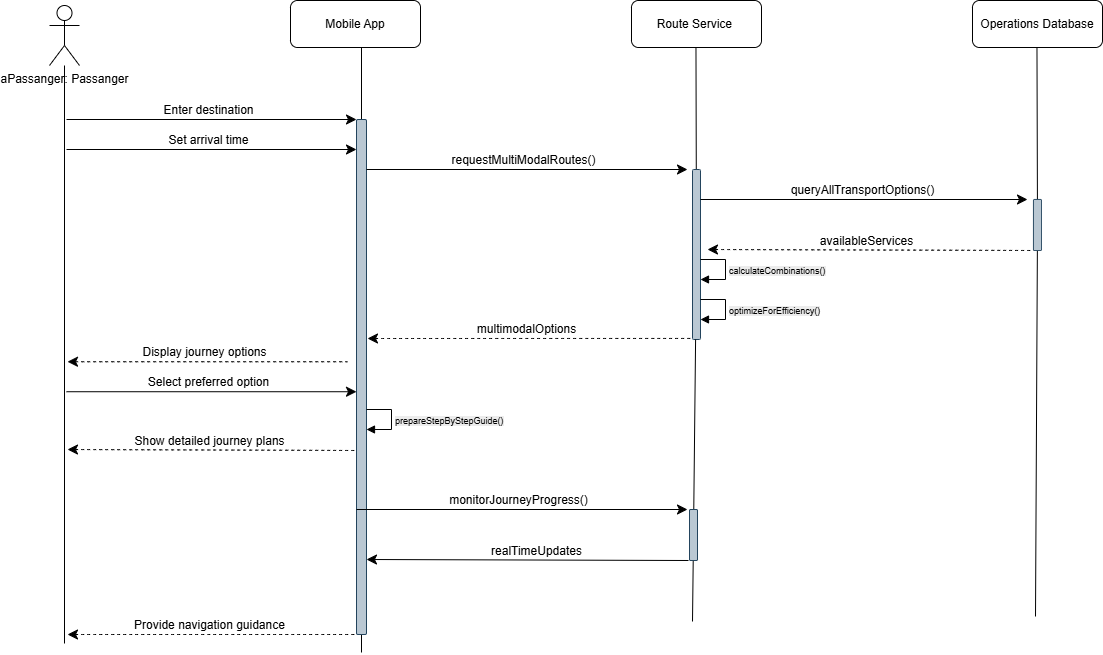 Mobile App
Route Service
Operations Database
aPassanger: Passanger
Enter destination
Set arrival time
requestMultiModalRoutes()
queryAllTransportOptions()
availableServices
calculateCombinations()
optimizeForEfficiency()
multimodalOptions
Display journey options
Select preferred option
prepareStepByStepGuide()
Show detailed journey plans
monitorJourneyProgress()
realTimeUpdates
Provide navigation guidance